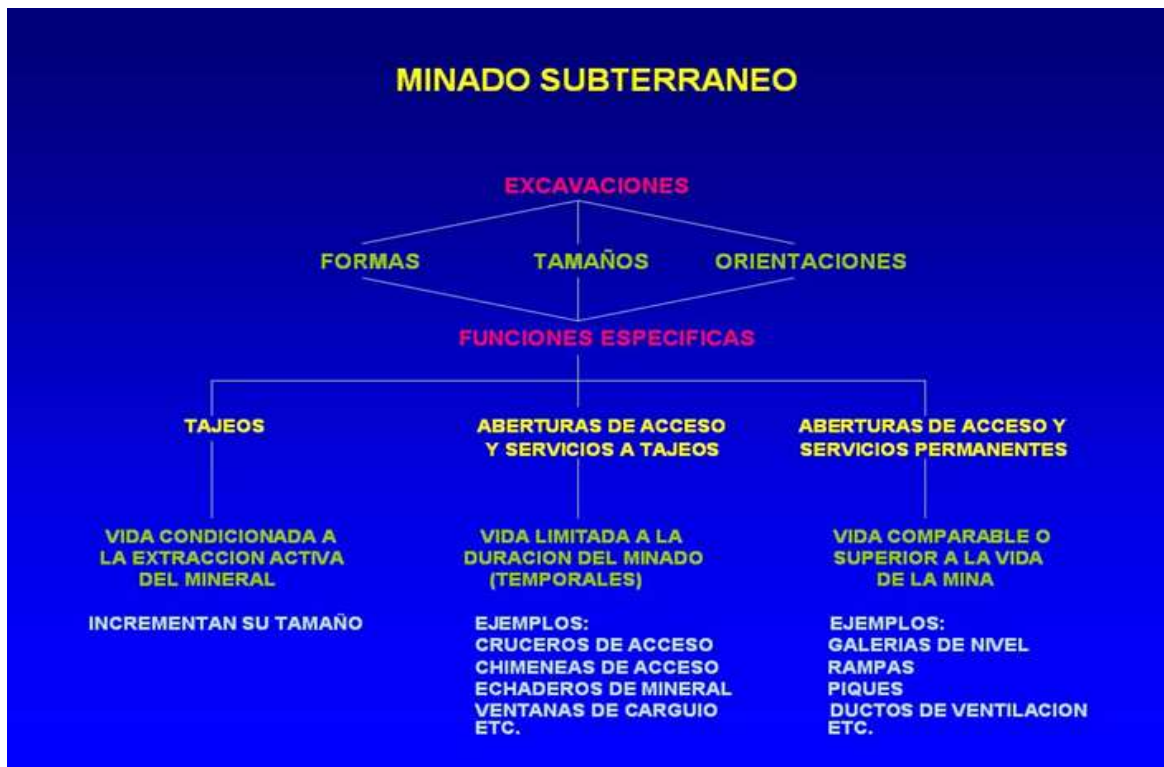 MINADO SUBTERRANEO
EXCAVACIONES
FORMAS
TAMAÑOS
ORIENTACIONES
FUNCIONES ESPECIFICAS
TAJEOS
VIDA CONDICIONADA A
LA EXTRACCION ACTIVA
DEL MINERAL
INCREMENTAN SU TAMAÑO
ABERTURAS DE ACCESO
Y SERVICIOS A TAJEOS
VIDA LIMITADA A LA
DURACION DEL MINADO
(TEMPORALES)
EJEMPLOS:
CRUCEROS DE ACCESO
CHIMENEAS DE ACCESO
ECHADEROS DE MINERAL
VENTANAS DE CARGUIO
ETC.
ABERTURAS DE ACCESO Y
SERVICIOS PERMANENTES
VIDA COMPARABLE O
SUPERIOR A LA VIDA
DE LA MINA
EJEMPLOS:
GALERIAS DE NIVEL
RAMPAS
PIQUES
DUCTOS DE VENTILACION
ETC.